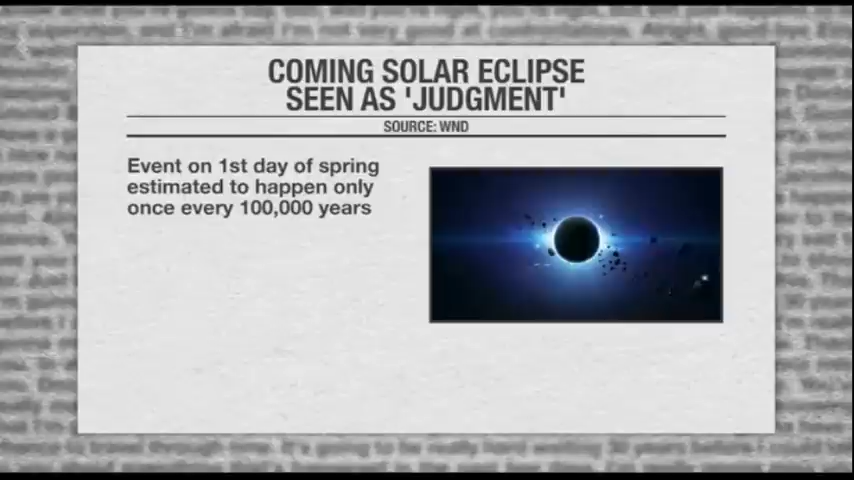 COMING SOLAR ECLIPSE
SEEN AS 'JUDGMENT'
SOURCE: WND
Event on 1st day of spring
estimated to happen only
once every 100,000 years